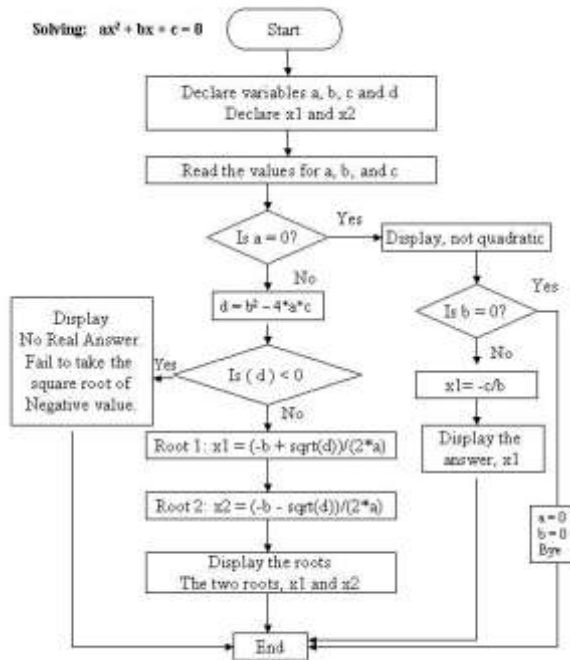 Solving: ax² + bx + c = 0
Start
Declare variables a, b, c and d
Declare x1 and x2
Read the values for a, b, and c
Is a = 0?
Yes
Display, not quadratic
No
d = b² – 4*a*c
Is b = 0?
Yes
No
x1= -c/b
Display the
answer, x1
a = 0
b = 0
Bye
Is ( d ) < 0
Yes
Display
No Real Answer.
Fail to take the
square root of
Negative value.
No
Root 1: x1 = (-b + sqrt(d))/(2*a)
Root 2: x2 = (-b - sqrt(d))/(2*a)
Display the roots
The two roots, x1 and x2
End